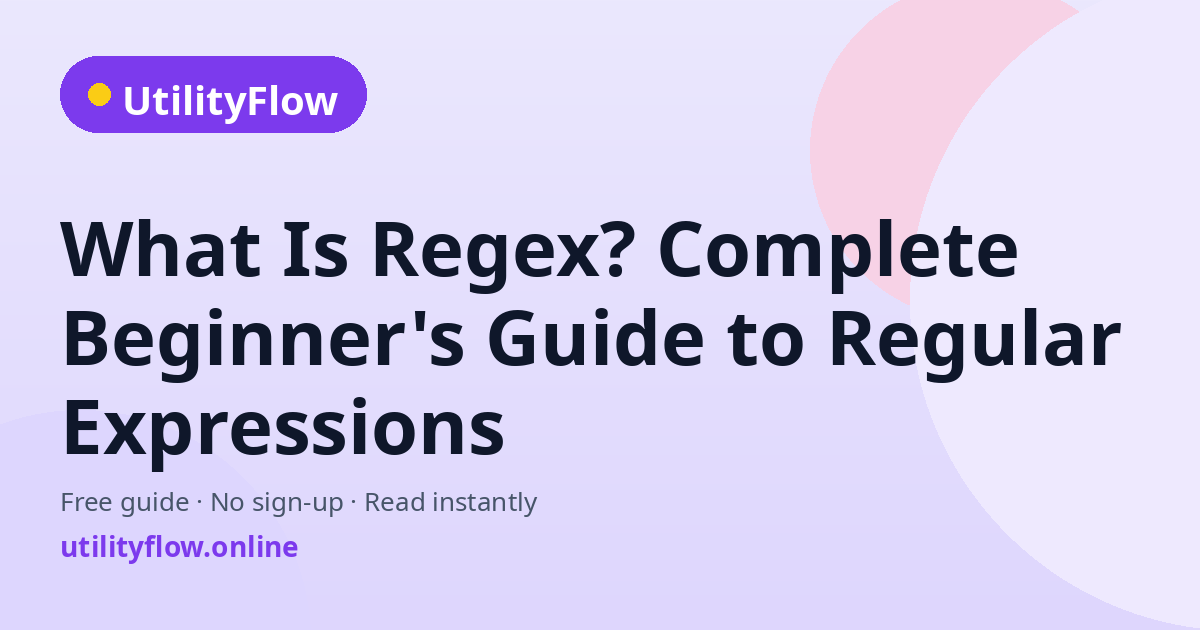 UtilityFlow
What Is Regex? Complete
Beginner's Guide to Regular
Expressions
Free guide · No sign-up · Read instantly
utilityflow.online